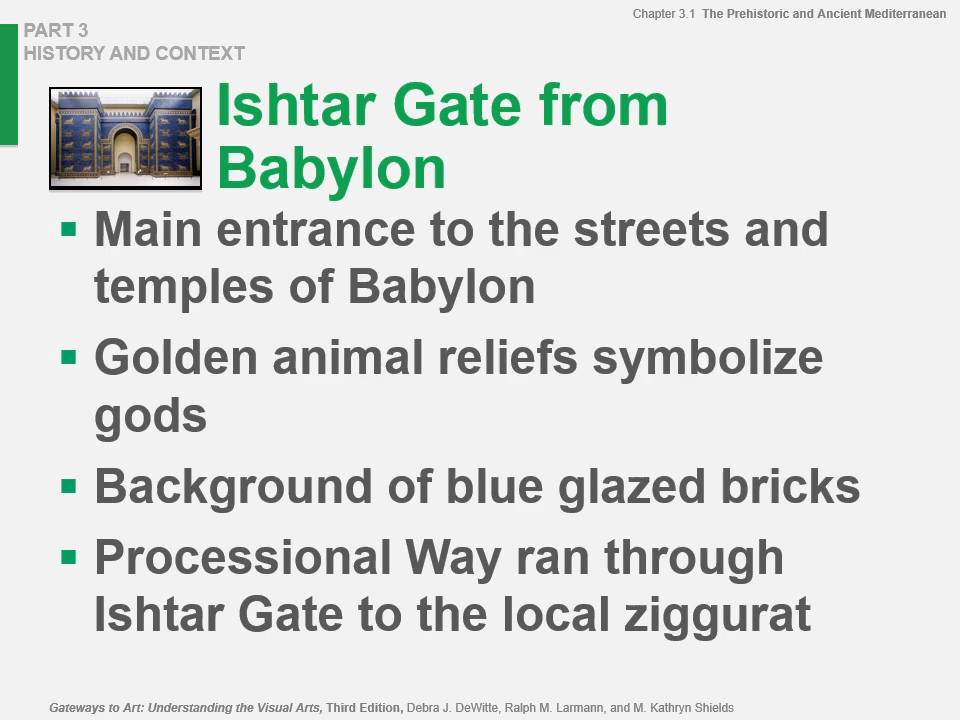 Chapter 3.1 The Prehistoric and Ancient Mediterranean
PART 3
HISTORY AND CONTEXT
Ishtar Gate from
Babylon
▪ Main entrance to the streets and
temples of Babylon
▪ Golden animal reliefs symbolize
gods
▪ Background of blue glazed bricks
▪ Processional Way ran through
Ishtar Gate to the local ziggurat
Gateways to Art: Understanding the Visual Arts, Third Edition, Debra J. DeWitte, Ralph M. Larmann, and M. Kathryn Shields